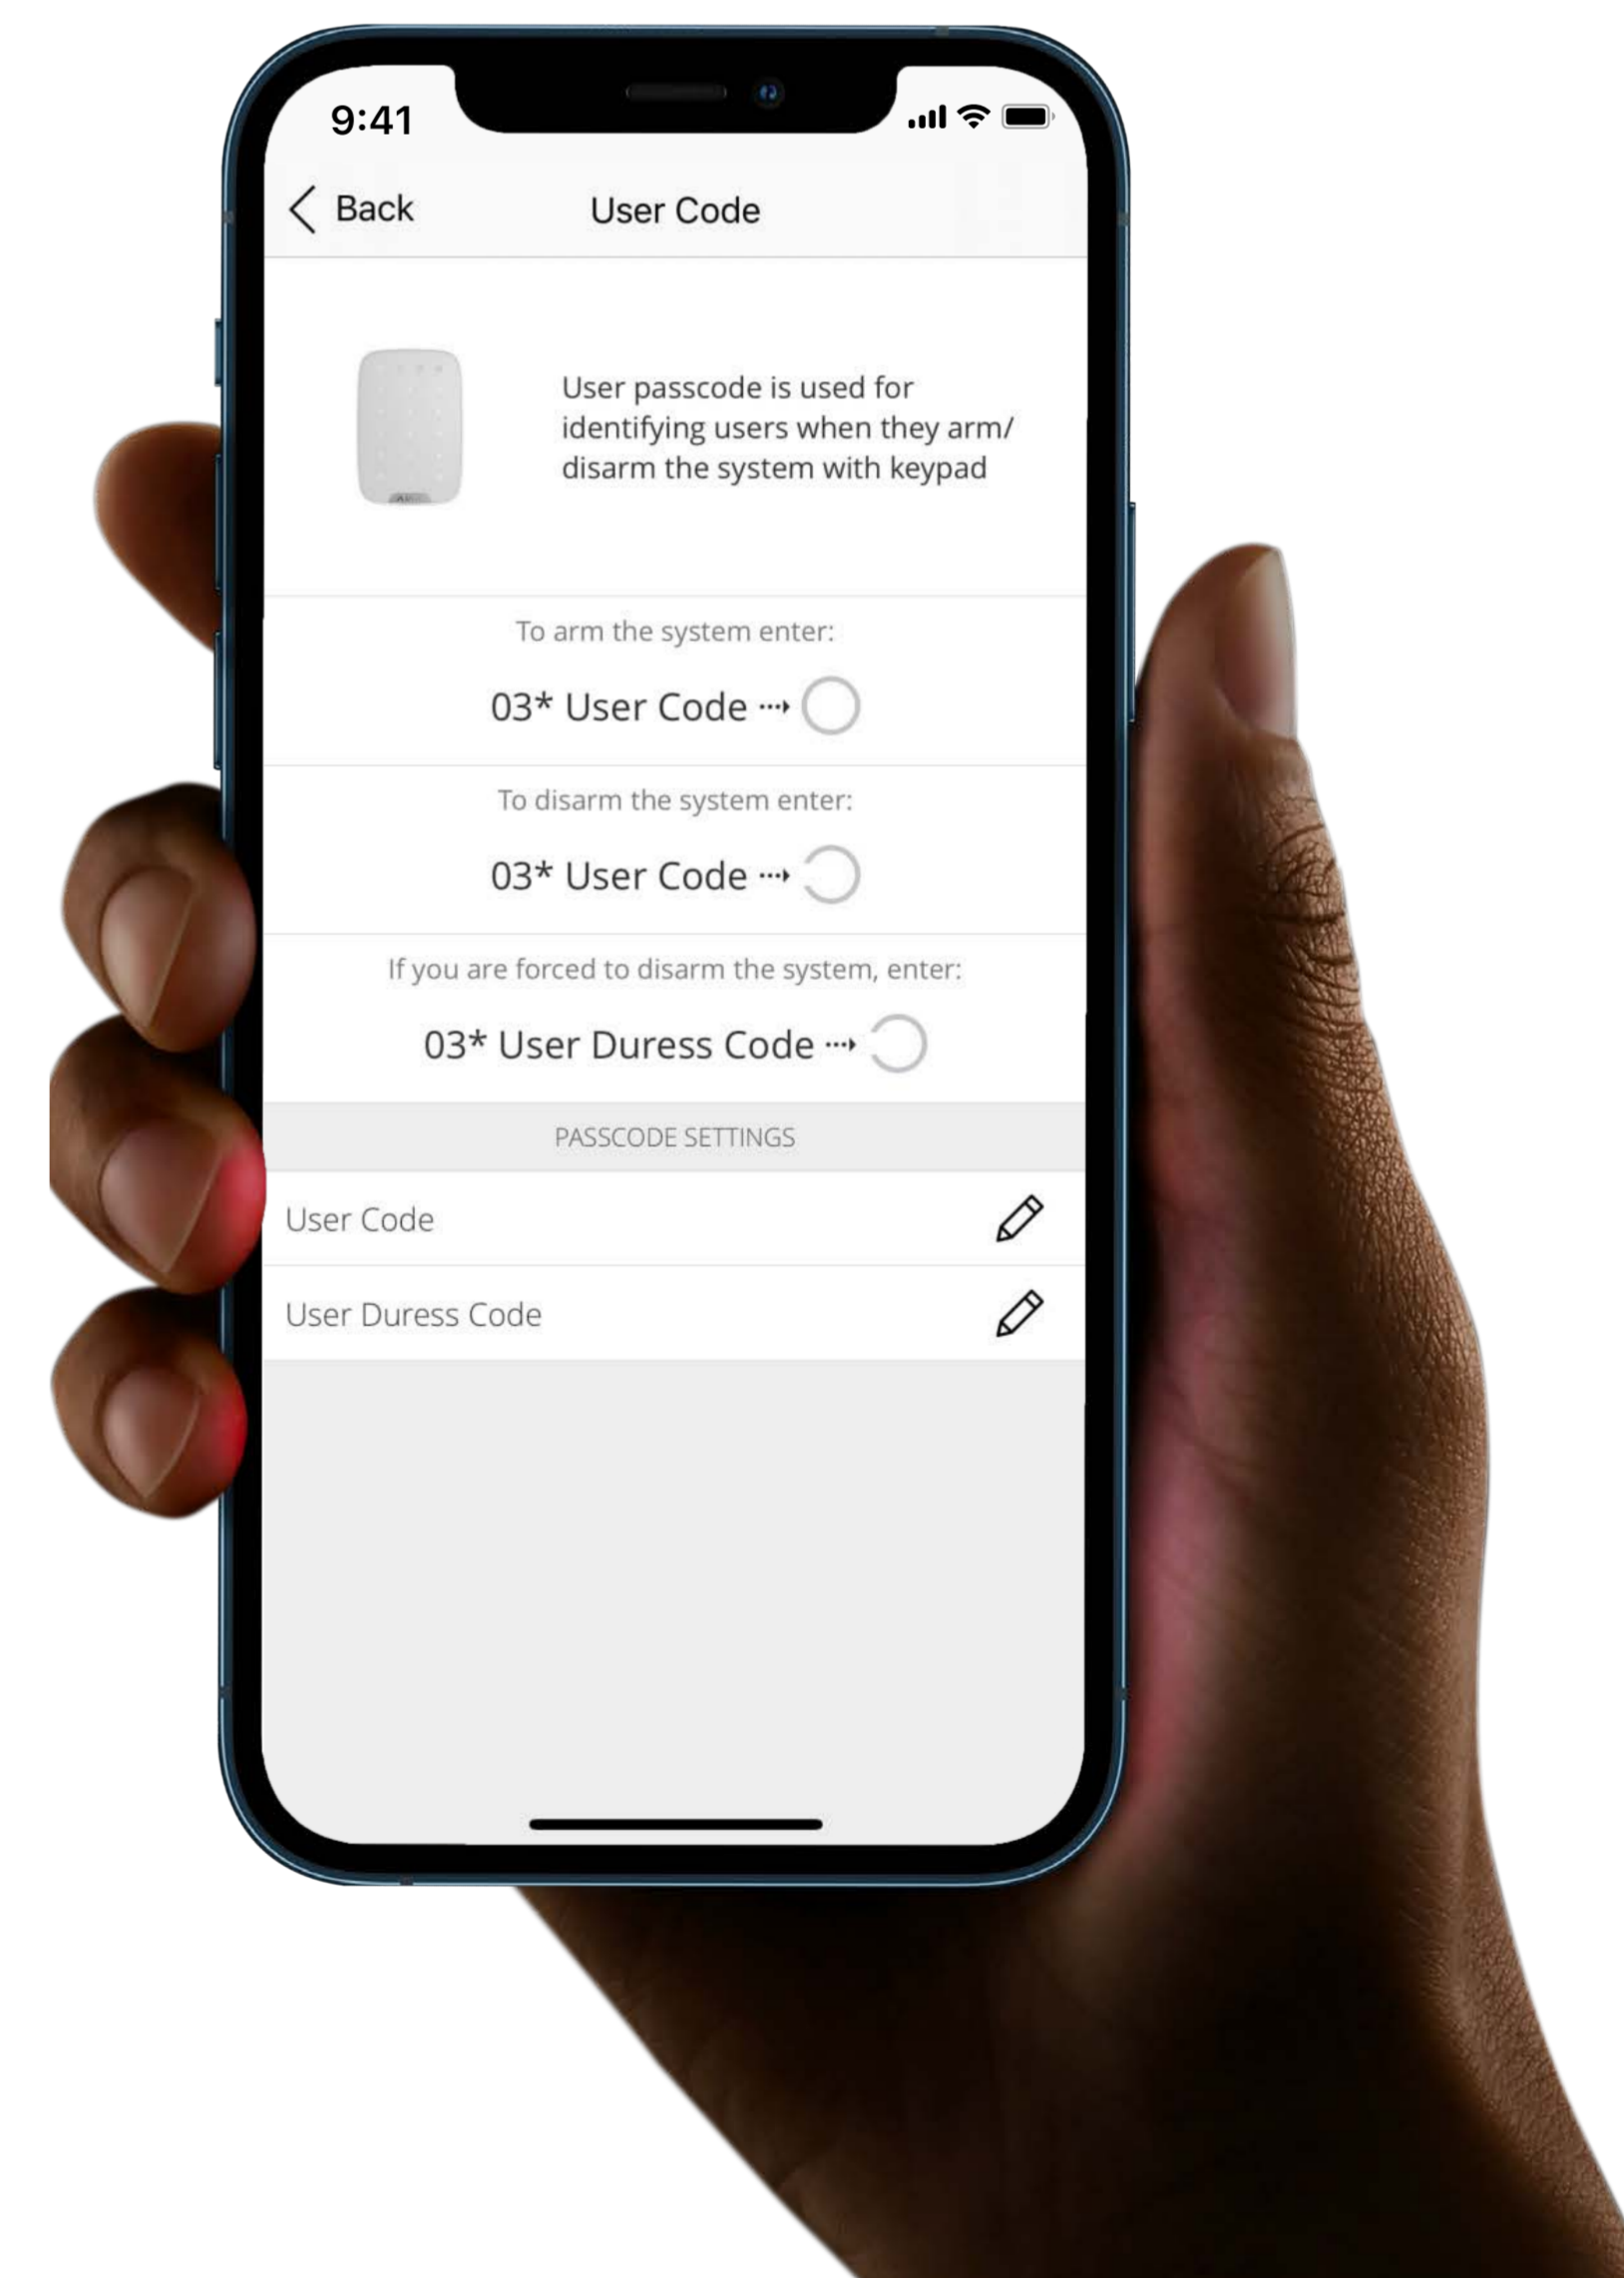 9:41
Back
User Code
User passcode is used for
identifying users when they arm/
disarm the system with keypad
To arm the system enter:
03* User Code
To disarm the system enter:
03* User Code
If you are forced to disarm the system, enter:
03* User Duress Code
PASSCODE SETTINGS
User Code
User Duress Code